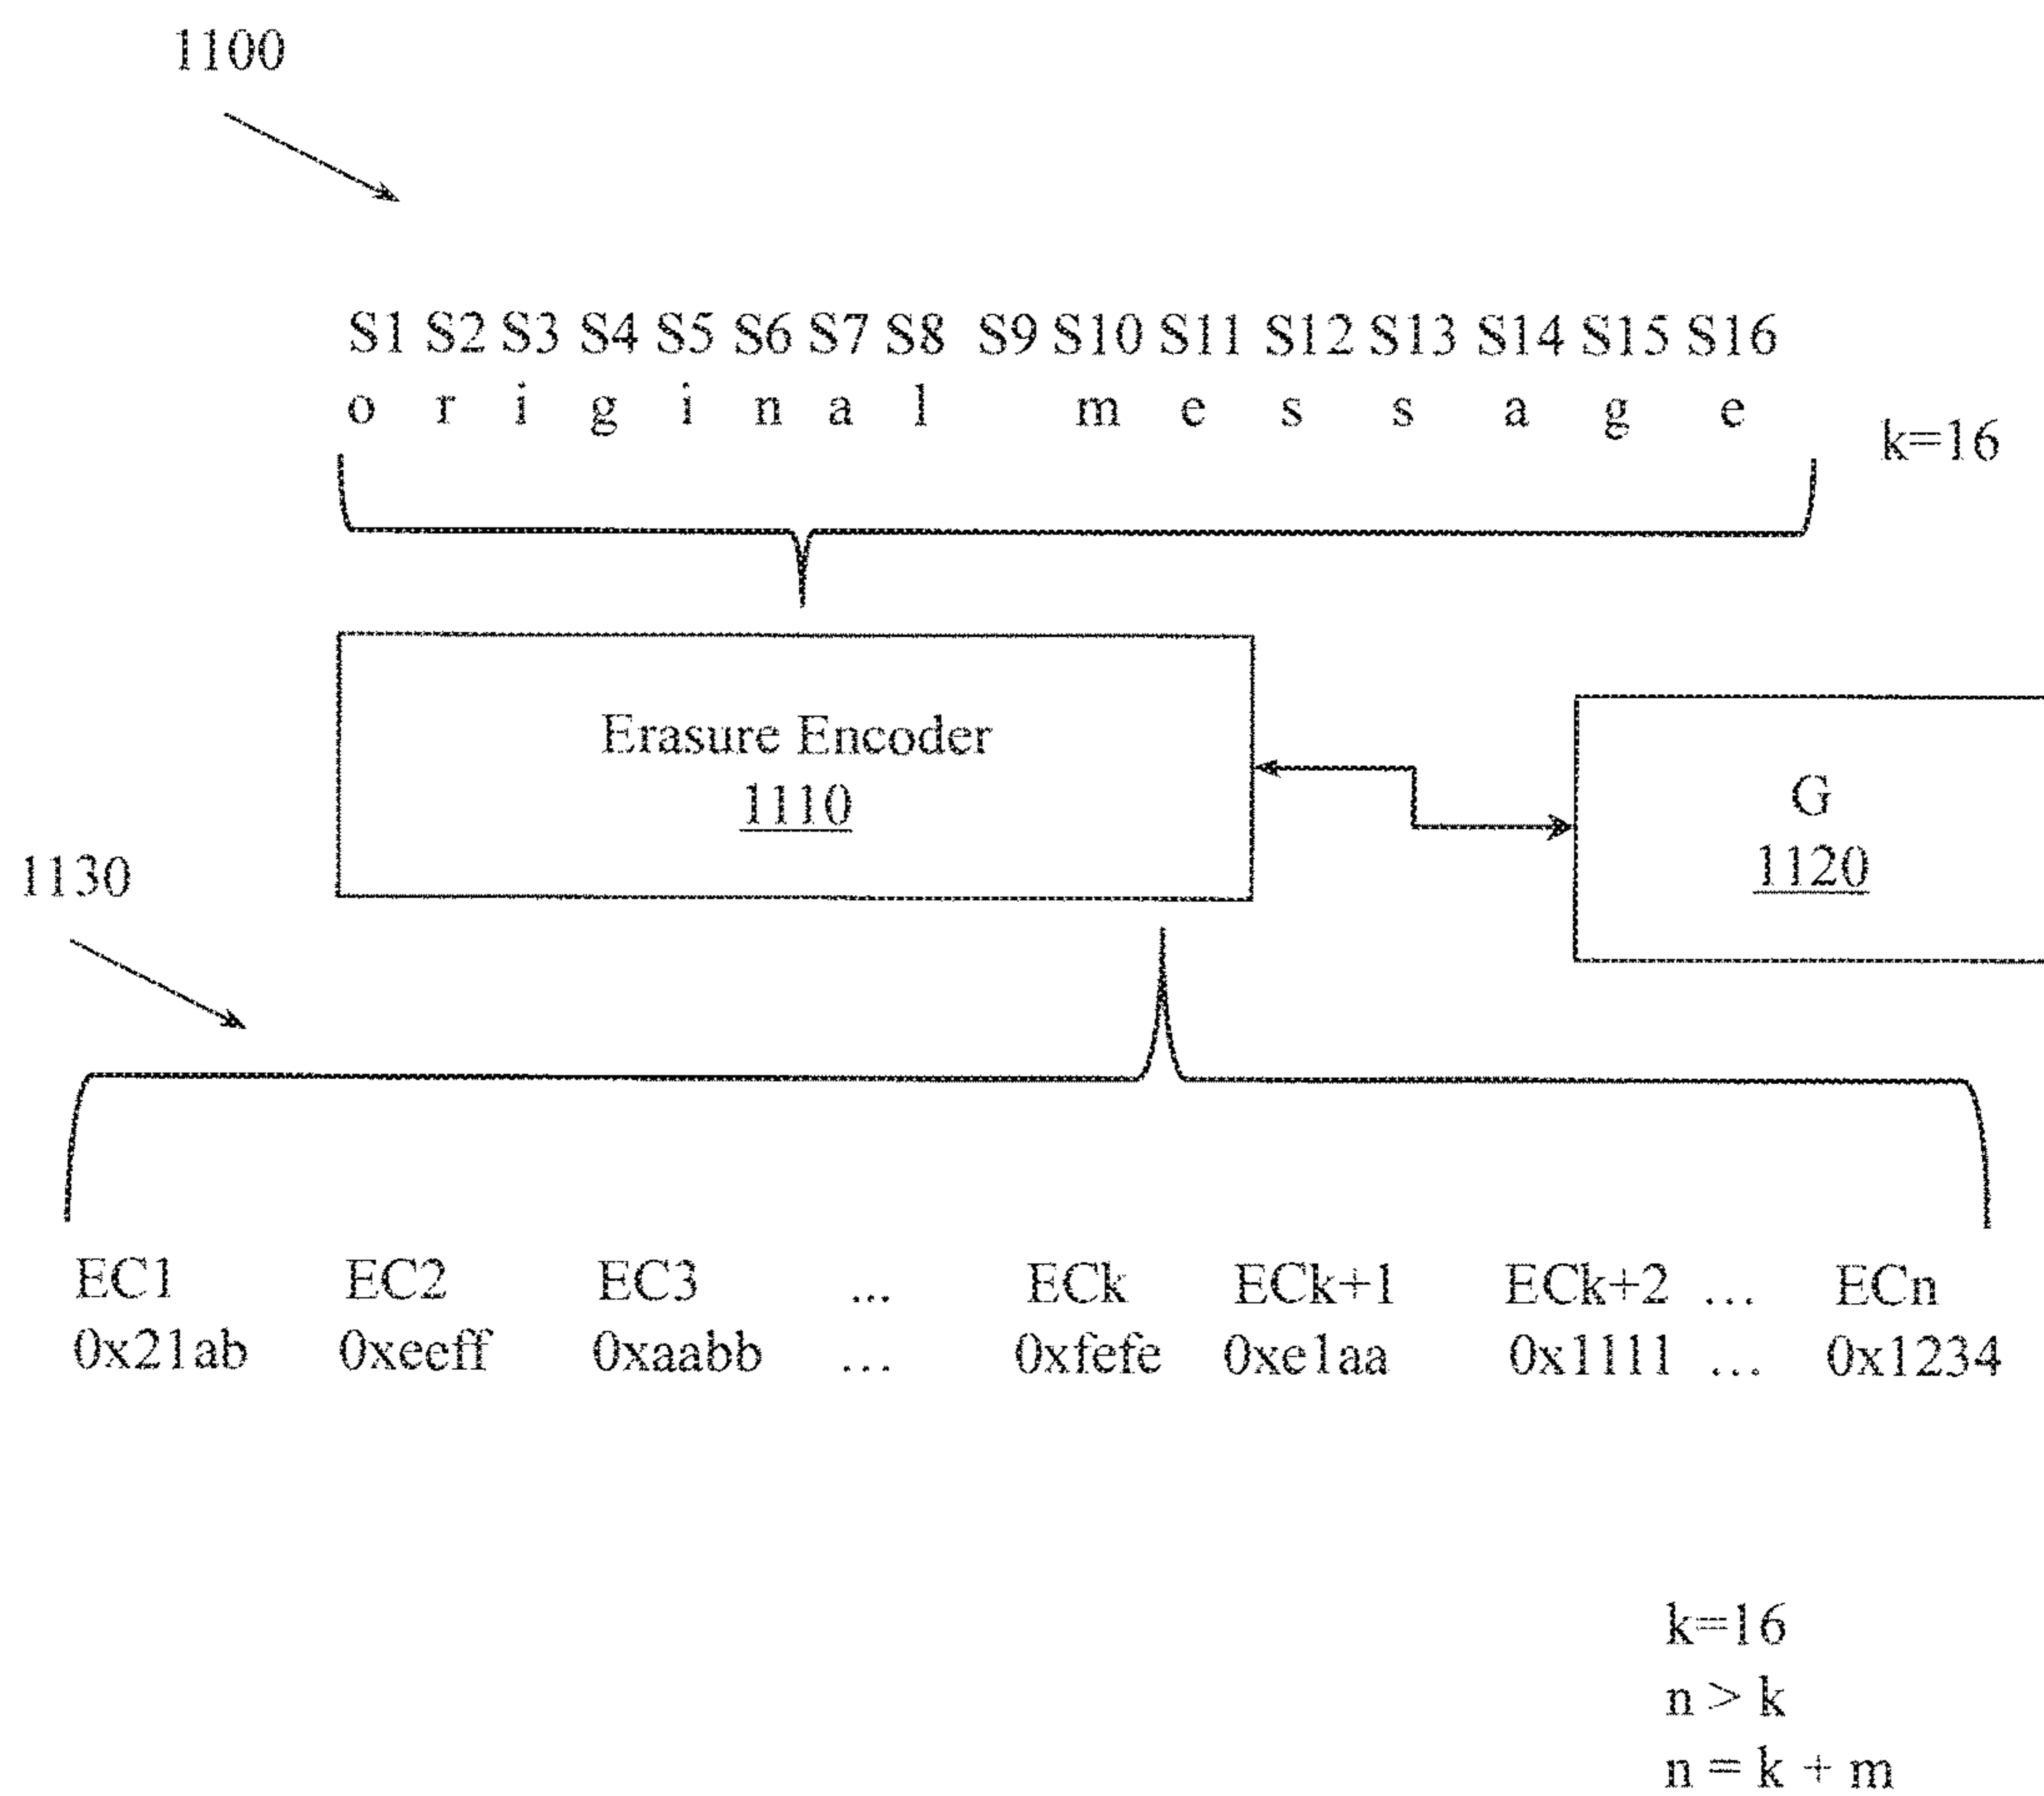 1100
S1 S2 S3 S4 S5 S6 S7 S8 S9 S10 S11 S12 S13 S14 S15 S16
o r i g i n a l m e s s a g e
k=16
Erasure Encoder
1110
G
1120
1130
EC1 EC2 EC3 ... ECk ECk+1 ECk+2 ... ECn
0x21ab 0xecff 0xaabb ... 0xfefe 0xe1aa 0x1111 ... 0x1234
k=16
n > k
n = k + m